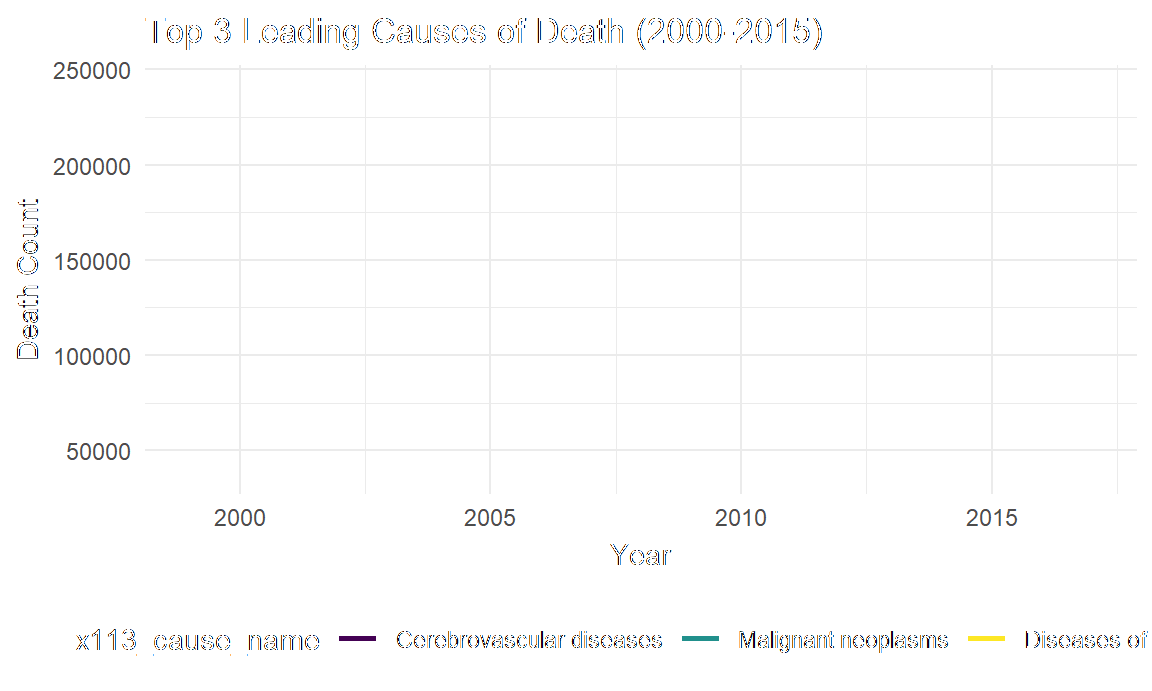 Top 3 Leading Causes of Death (2000-2015)
250000
200000
150000
100000
50000
Death Count
2000 2005 2010 2015
Year
x113_cause_name Cerebrovascular diseases Malignant neoplasms Diseases of